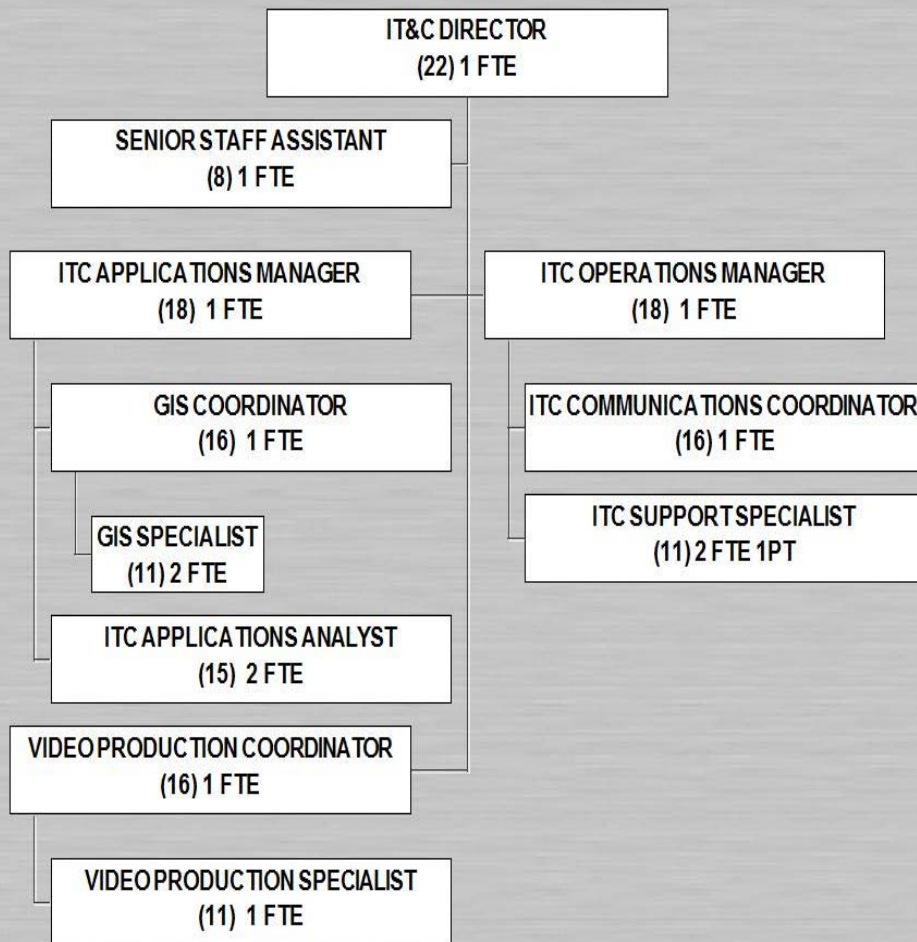 IT&C DIRECTOR
(22) 1 FTE
SENIOR STAFF ASSISTANT
(8) 1 FTE
ITC APPLICATIONS MANAGER
(18) 1 FTE
ITC OPERATIONS MANAGER
(18) 1 FTE
GIS COORDINATOR
(16) 1 FTE
ITC COMMUNICATIONS COORDINATOR
(16) 1 FTE
GIS SPECIALIST
(11) 2 FTE
ITC SUPPORT SPECIALIST
(11) 2 FTE 1PT
ITC APPLICATIONS ANALYST
(15) 2 FTE
VIDEO PRODUCTION COORDINATOR
(16) 1 FTE
VIDEO PRODUCTION SPECIALIST
(11) 1 FTE